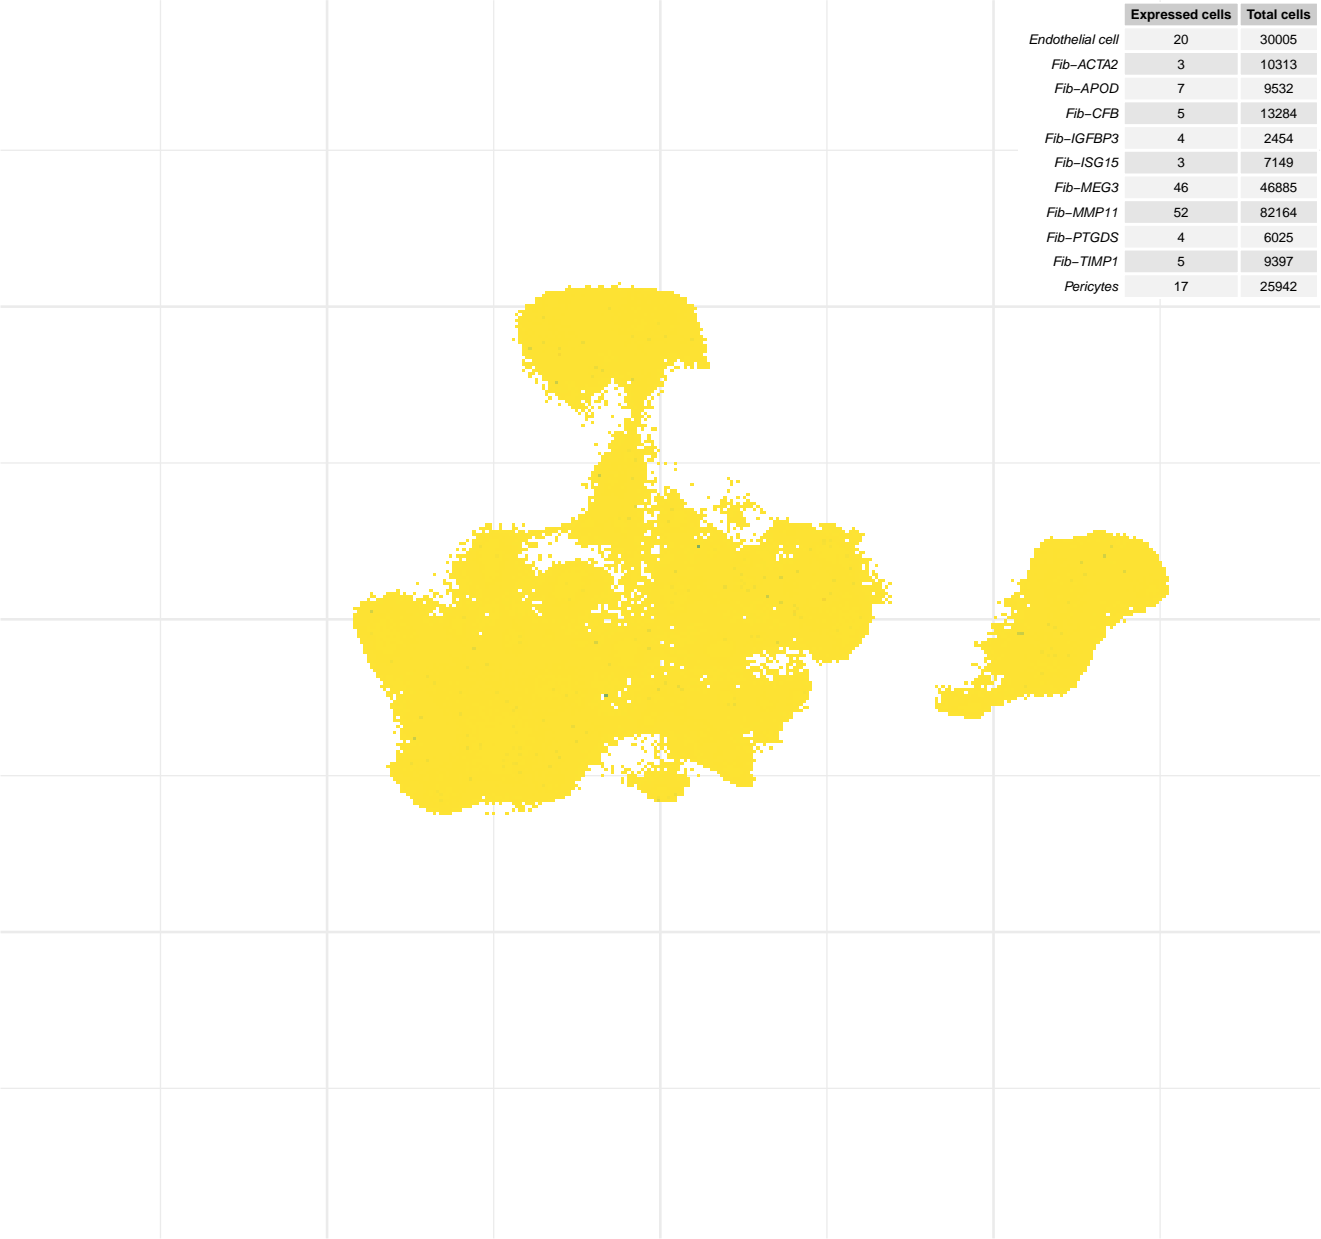 Expressed cells Total cells
Endothelial cell 20 30005
Fib−ACTA2 3 10313
Fib−APOD 7 9532
Fib−CFB 5 13284
Fib−IGFBP3 4 2454
Fib−ISG15 3 7149
Fib−MEG3 46 46885
Fib−MMP11 52 82164
Fib−PTGDS 4 6025
Fib−TIMP1 5 9397
Pericytes 17 25942